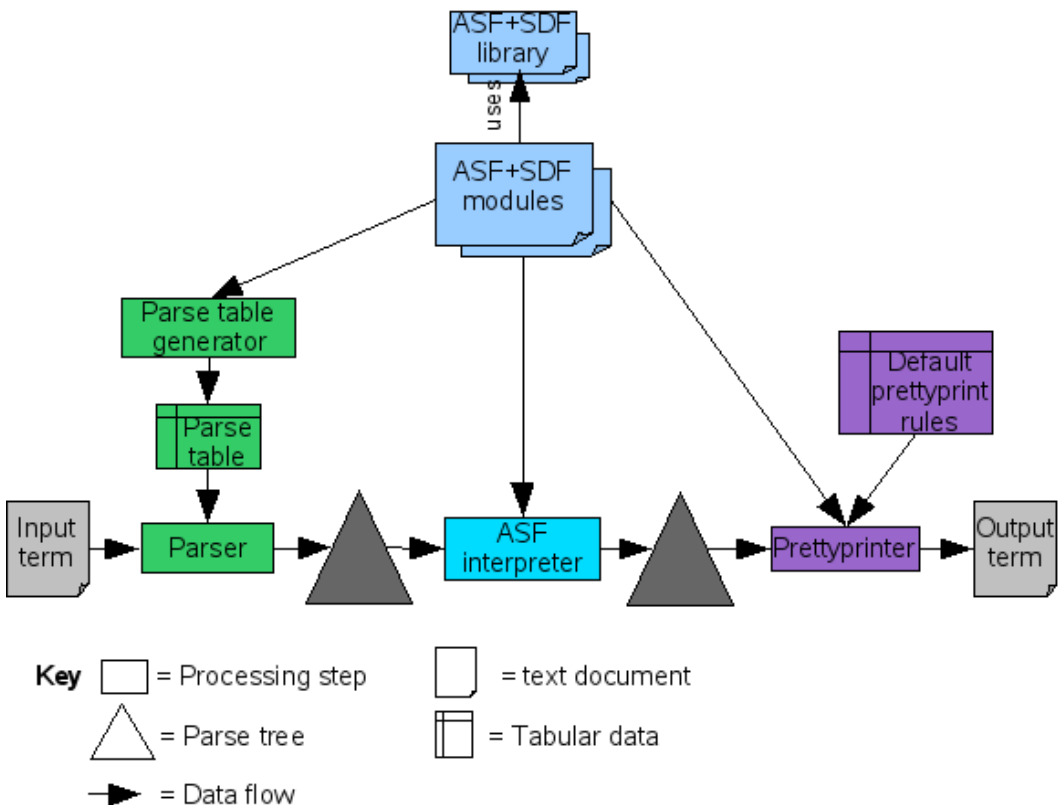 ASF+SDF
library
uses
ASF+SDF
modules
Parse table
generator
Default
prettyprint
rules
Parse
table
Input
term
Parser
ASF
interpreter
Prettyprinter
Output
term
Key
= Processing step
= text document
= Parse tree
= Tabular data
= Data flow